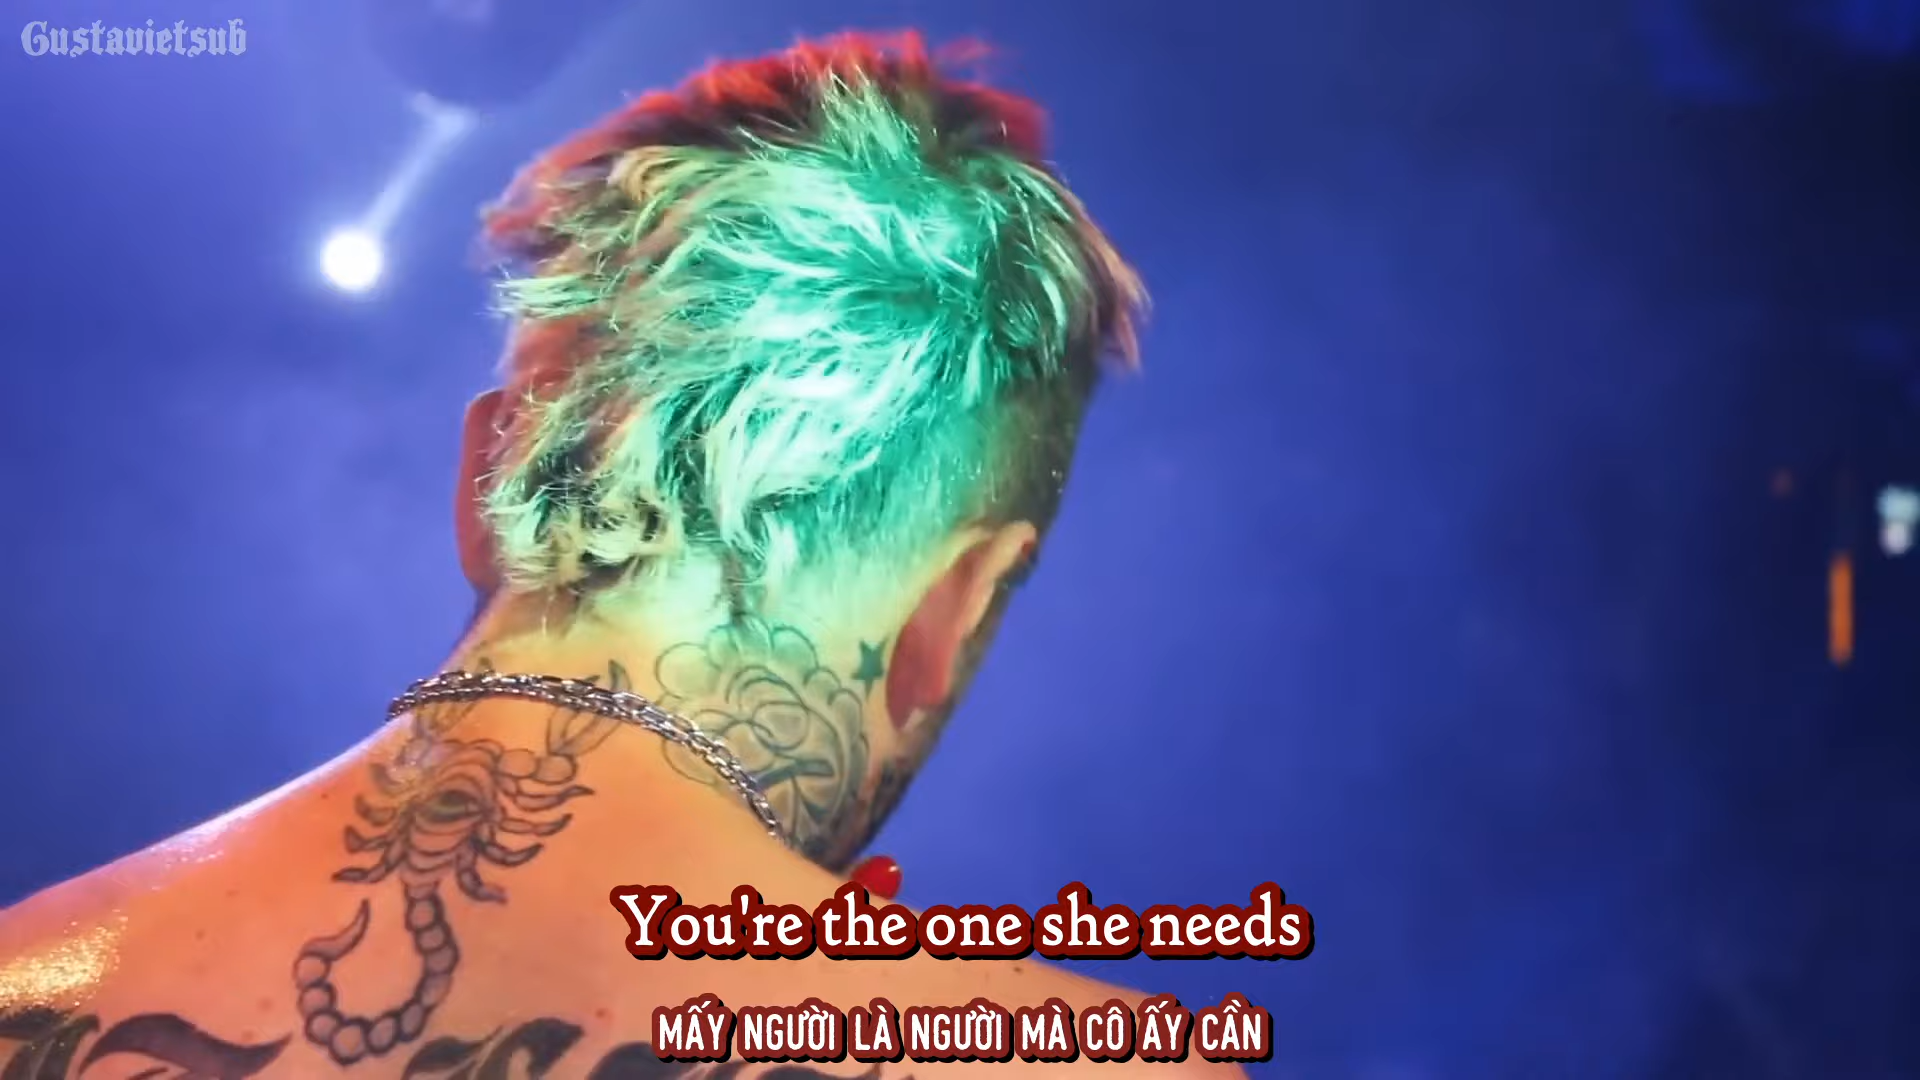 Gustavietsub
You're the one she needs
MẤY NGƯỜI LÀ NGƯỜI MÀ CÔ ẤY CẦN